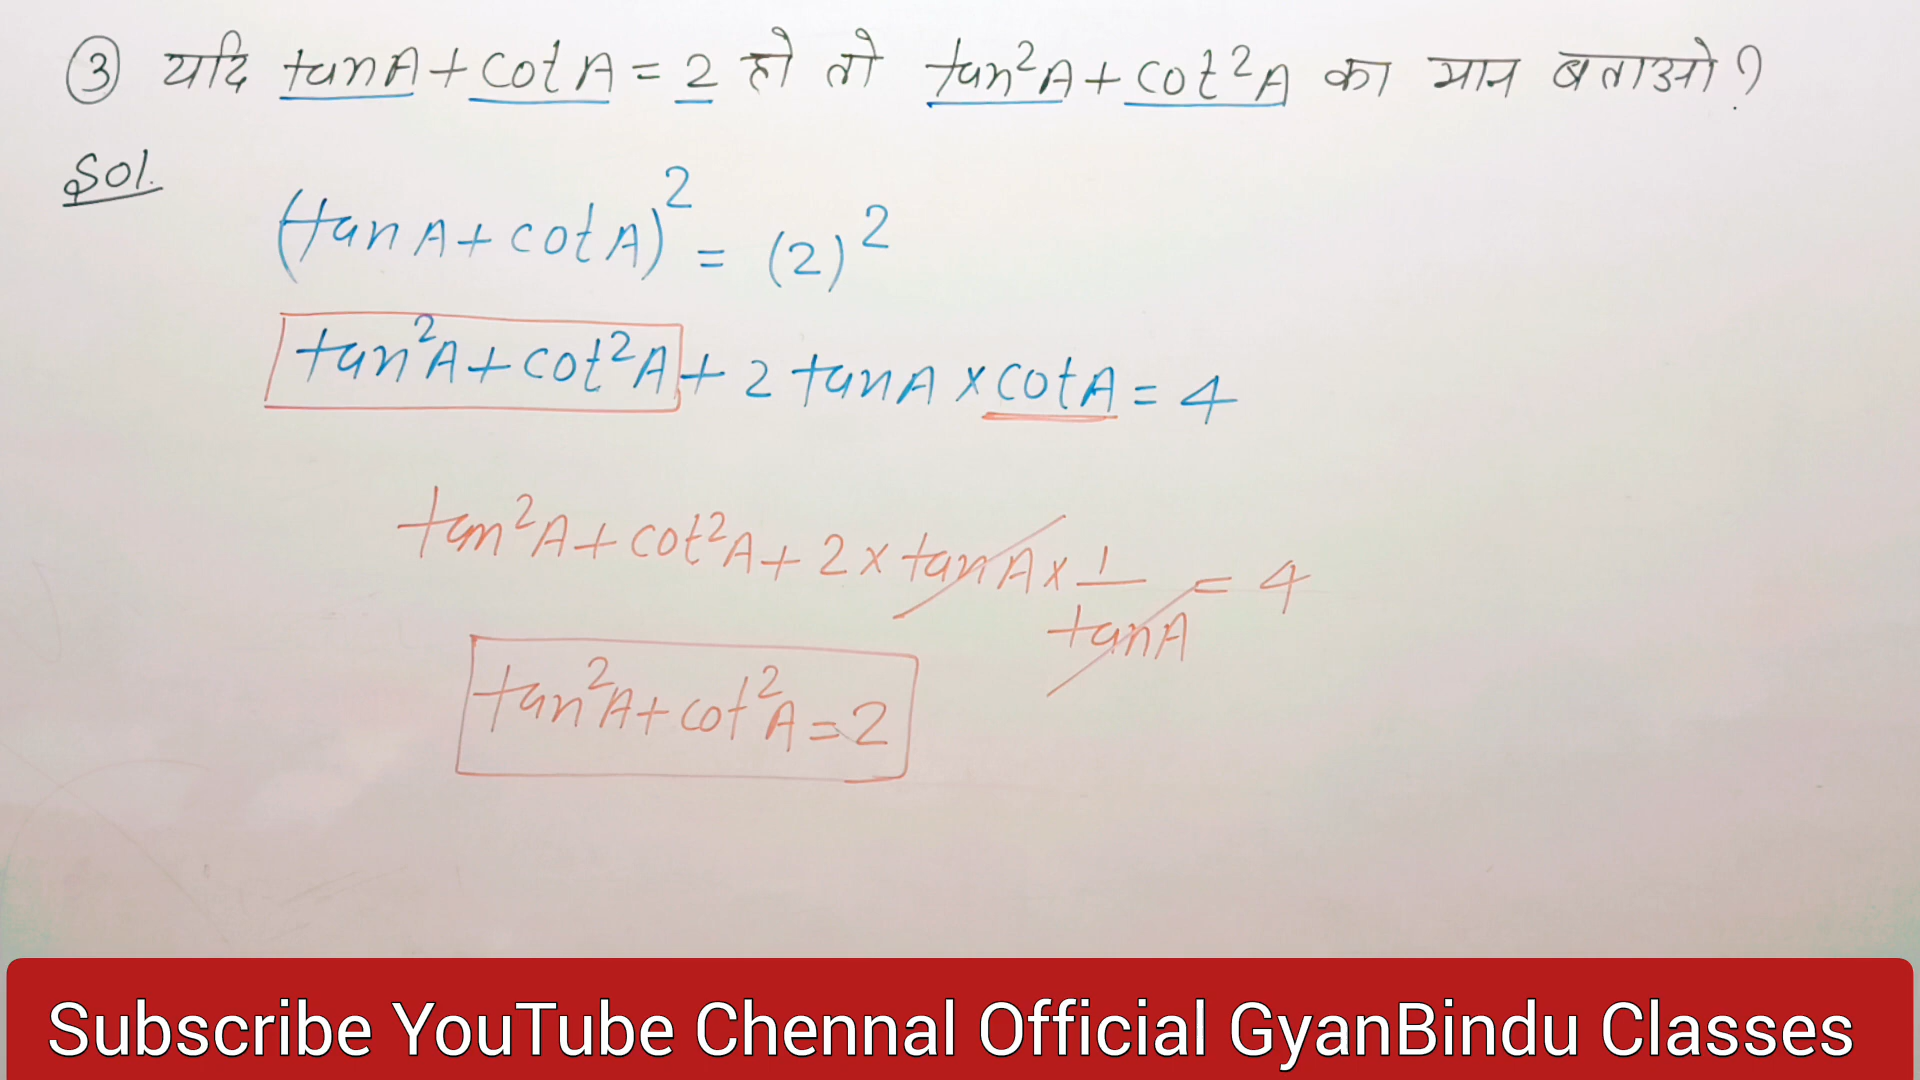 ③ यदि tanA + cotA = 2 हो तो tan²A + cot²A का मान बताओ?
Sol.
(tanA + cotA)² = (2)²
tan²A + cot²A + 2 tanA × cotA = 4
tan²A + cot²A + 2 × tanA × 1/tanA = 4
tan²A + cot²A = 2
Subscribe YouTube Chennal Official GyanBindu Classes